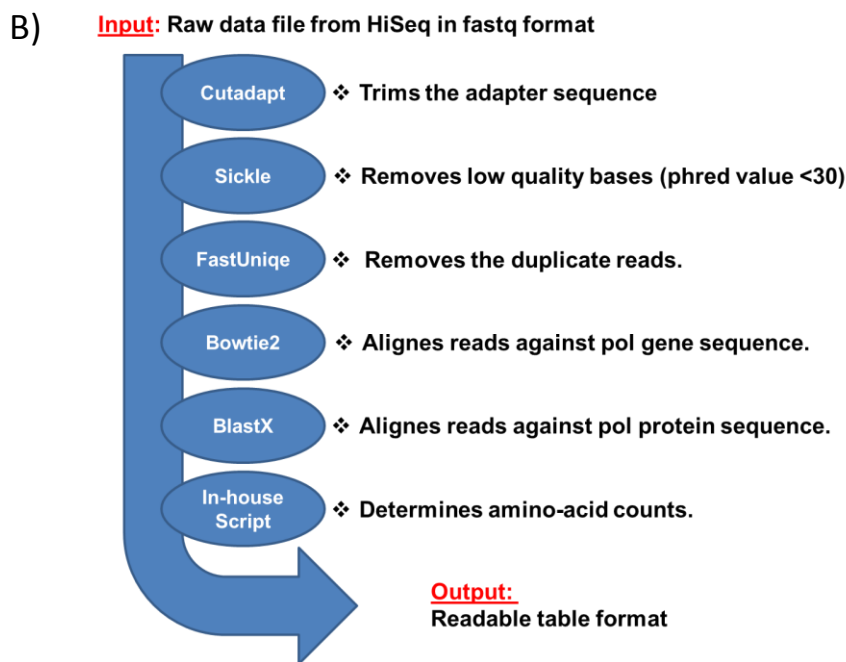 B)
Input: Raw data file from HiSeq in fastq format
Cutadapt ❖ Trims the adapter sequence
Sickle ❖ Removes low quality bases (phred value <30)
FastUniqe ❖ Removes the duplicate reads.
Bowtie2 ❖ Alignes reads against pol gene sequence.
BlastX ❖ Alignes reads against pol protein sequence.
In-house
Script ❖ Determines amino-acid counts.
Output:
Readable table format